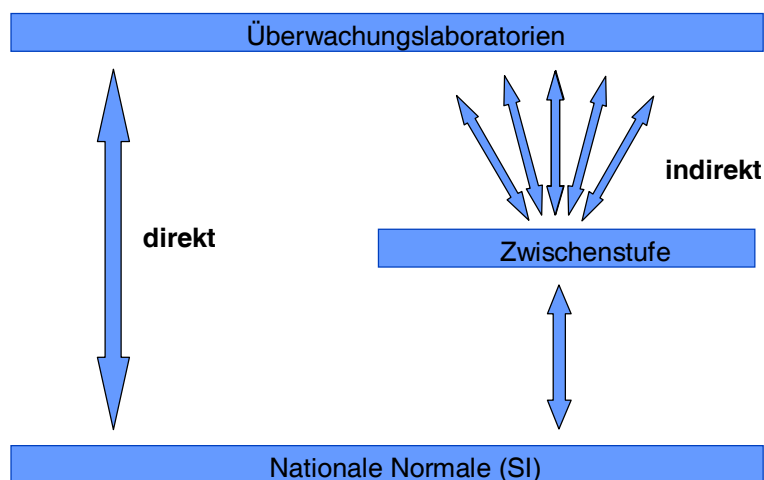 Überwachungslaboratorien
indirekt
direkt
Zwischenstufe
Nationale Normale (SI)